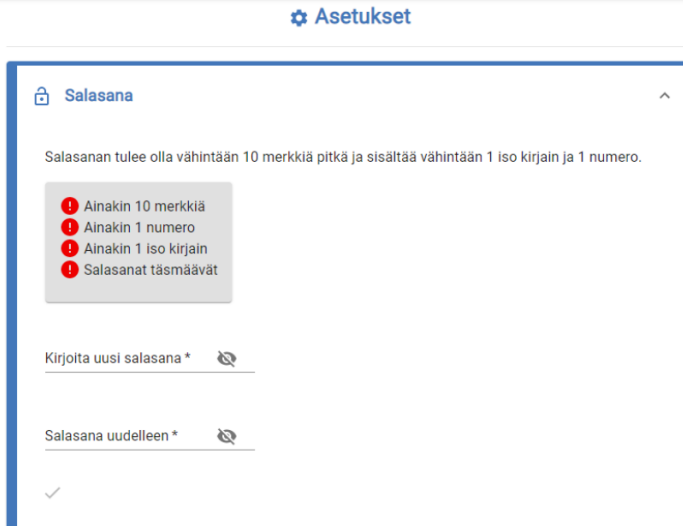 Asetukset
Salasana
Salasanan tulee olla vähintään 10 merkkiä pitkä ja sisältää vähintään 1 iso kirjain ja 1 numero.
Ainakin 10 merkkiä
Ainakin 1 numero
Ainakin 1 iso kirjain
Salasanat täsmäävät
Kirjoita uusi salasana *
Salasana uudelleen *